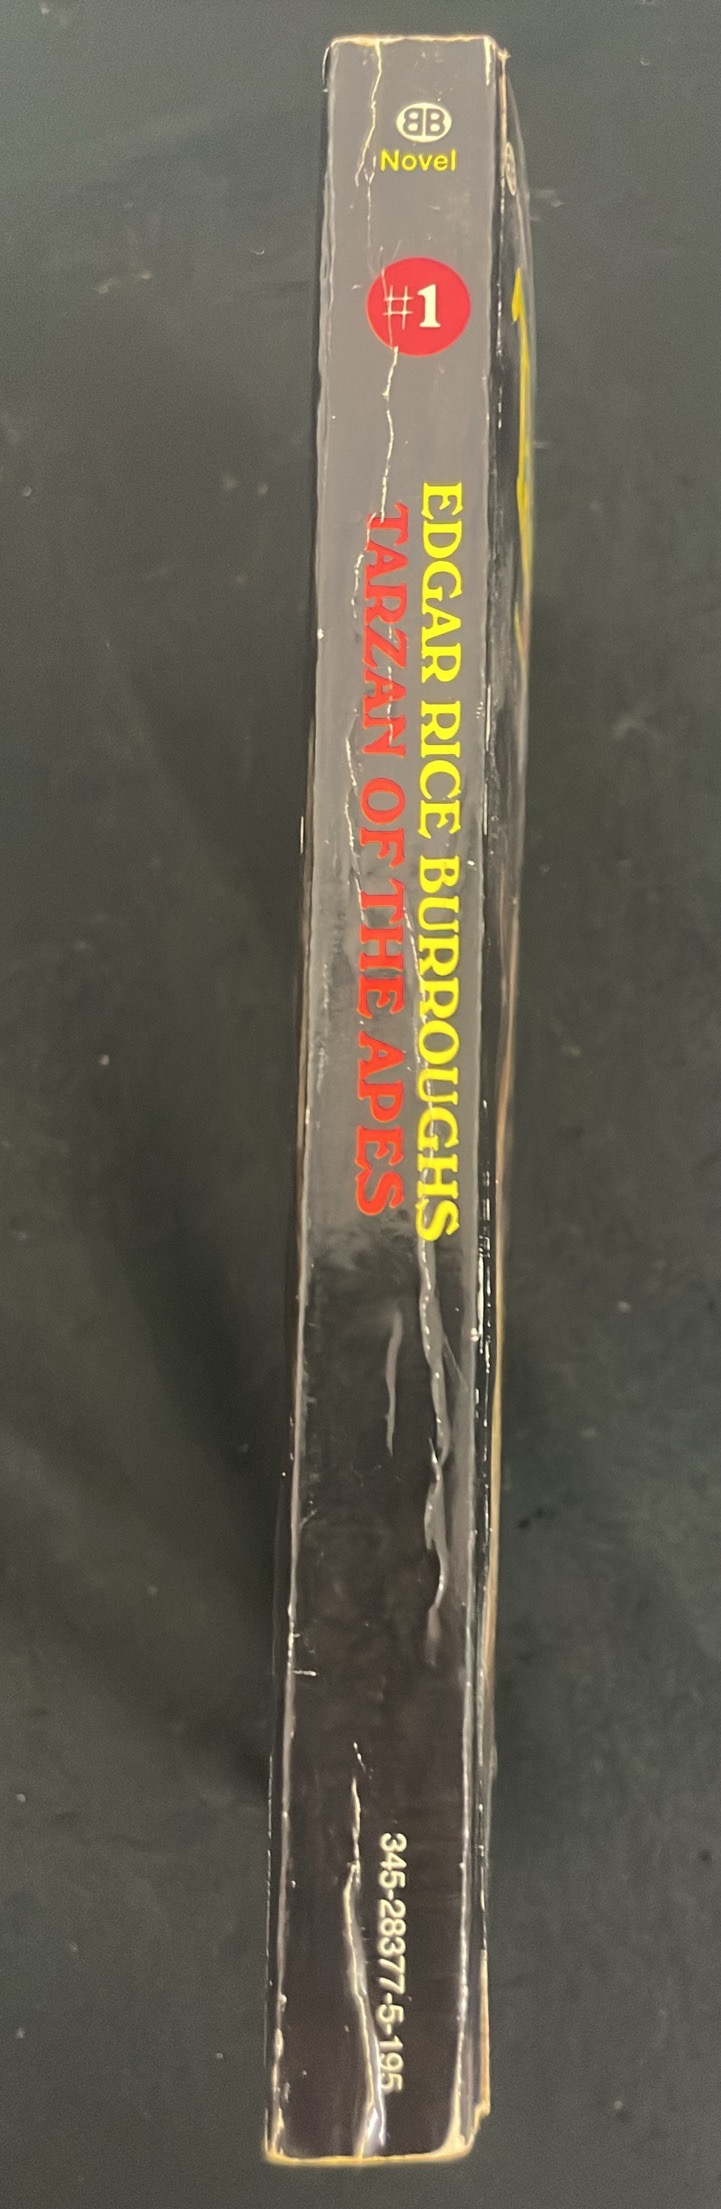 BB
Novel
#1
EDGAR RICE BURROUGHS
TARZAN OF THE APES
345-28377-5-195